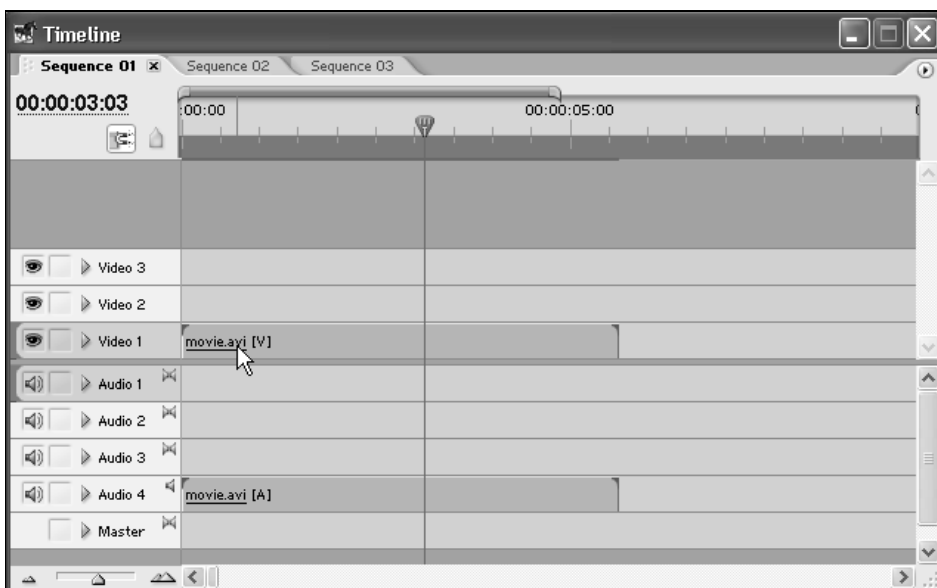 Timeline
Sequence 01 Sequence 02 Sequence 03
00:00:03:03
:00:00 00:00:05:00
Video 3
Video 2
Video 1 movie.avi [V]
Audio 1
Audio 2
Audio 3
Audio 4 movie.avi [A]
Master